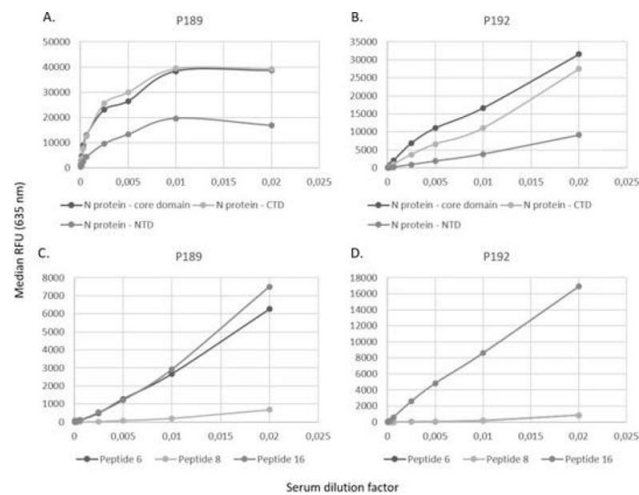 A.
P189
50000
45000
40000
35000
30000
25000
20000
15000
10000
5000
0
0 0,005 0,01 0,015 0,02 0,025
N protein - core domain N protein - CTD
N protein - NTD
B.
P192
35000
30000
25000
20000
15000
10000
5000
0
0 0,005 0,01 0,015 0,02 0,025
N protein - core domain N protein - CTD
N protein - NTD
Median RFU (635 nm)
C.
P189
8000
7000
6000
5000
4000
3000
2000
1000
0
0 0,005 0,01 0,015 0,02 0,025
Peptide 6 Peptide 8 Peptide 16
D.
P192
18000
16000
14000
12000
10000
8000
6000
4000
2000
0
0 0,005 0,01 0,015 0,02 0,025
Peptide 6 Peptide 8 Peptide 16
Serum dilution factor